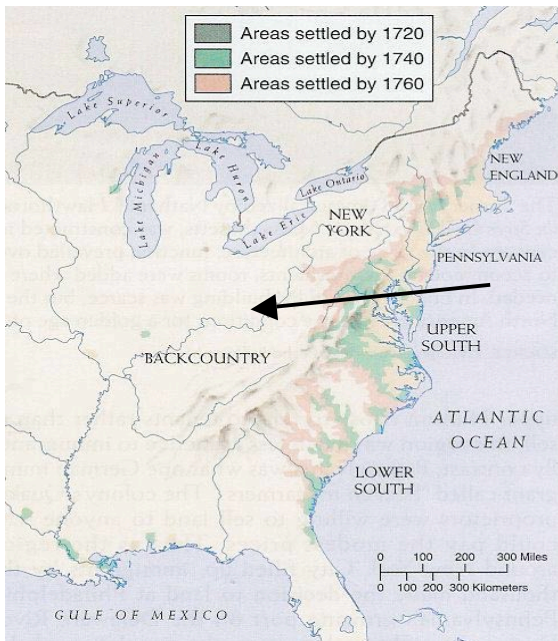 Areas settled by 1720
Areas settled by 1740
Areas settled by 1760
Lake Superior
Lake Michigan
Lake Huron
Lake Ontario
Lake Erie
NEW
ENGLAND
NEW
YORK
PENNSYLVANIA
UPPER
SOUTH
BACKCOUNTRY
ATLANTIC
OCEAN
LOWER
SOUTH
0 100 200 300 Miles
0 100 200 300 Kilometers
GULF OF MEXICO